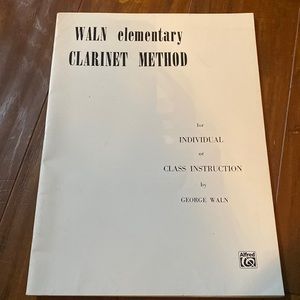 WALN elementary
CLARINET METHOD
for
INDIVIDUAL
or
CLASS INSTRUCTION
by
GEORGE WALN
Alfred